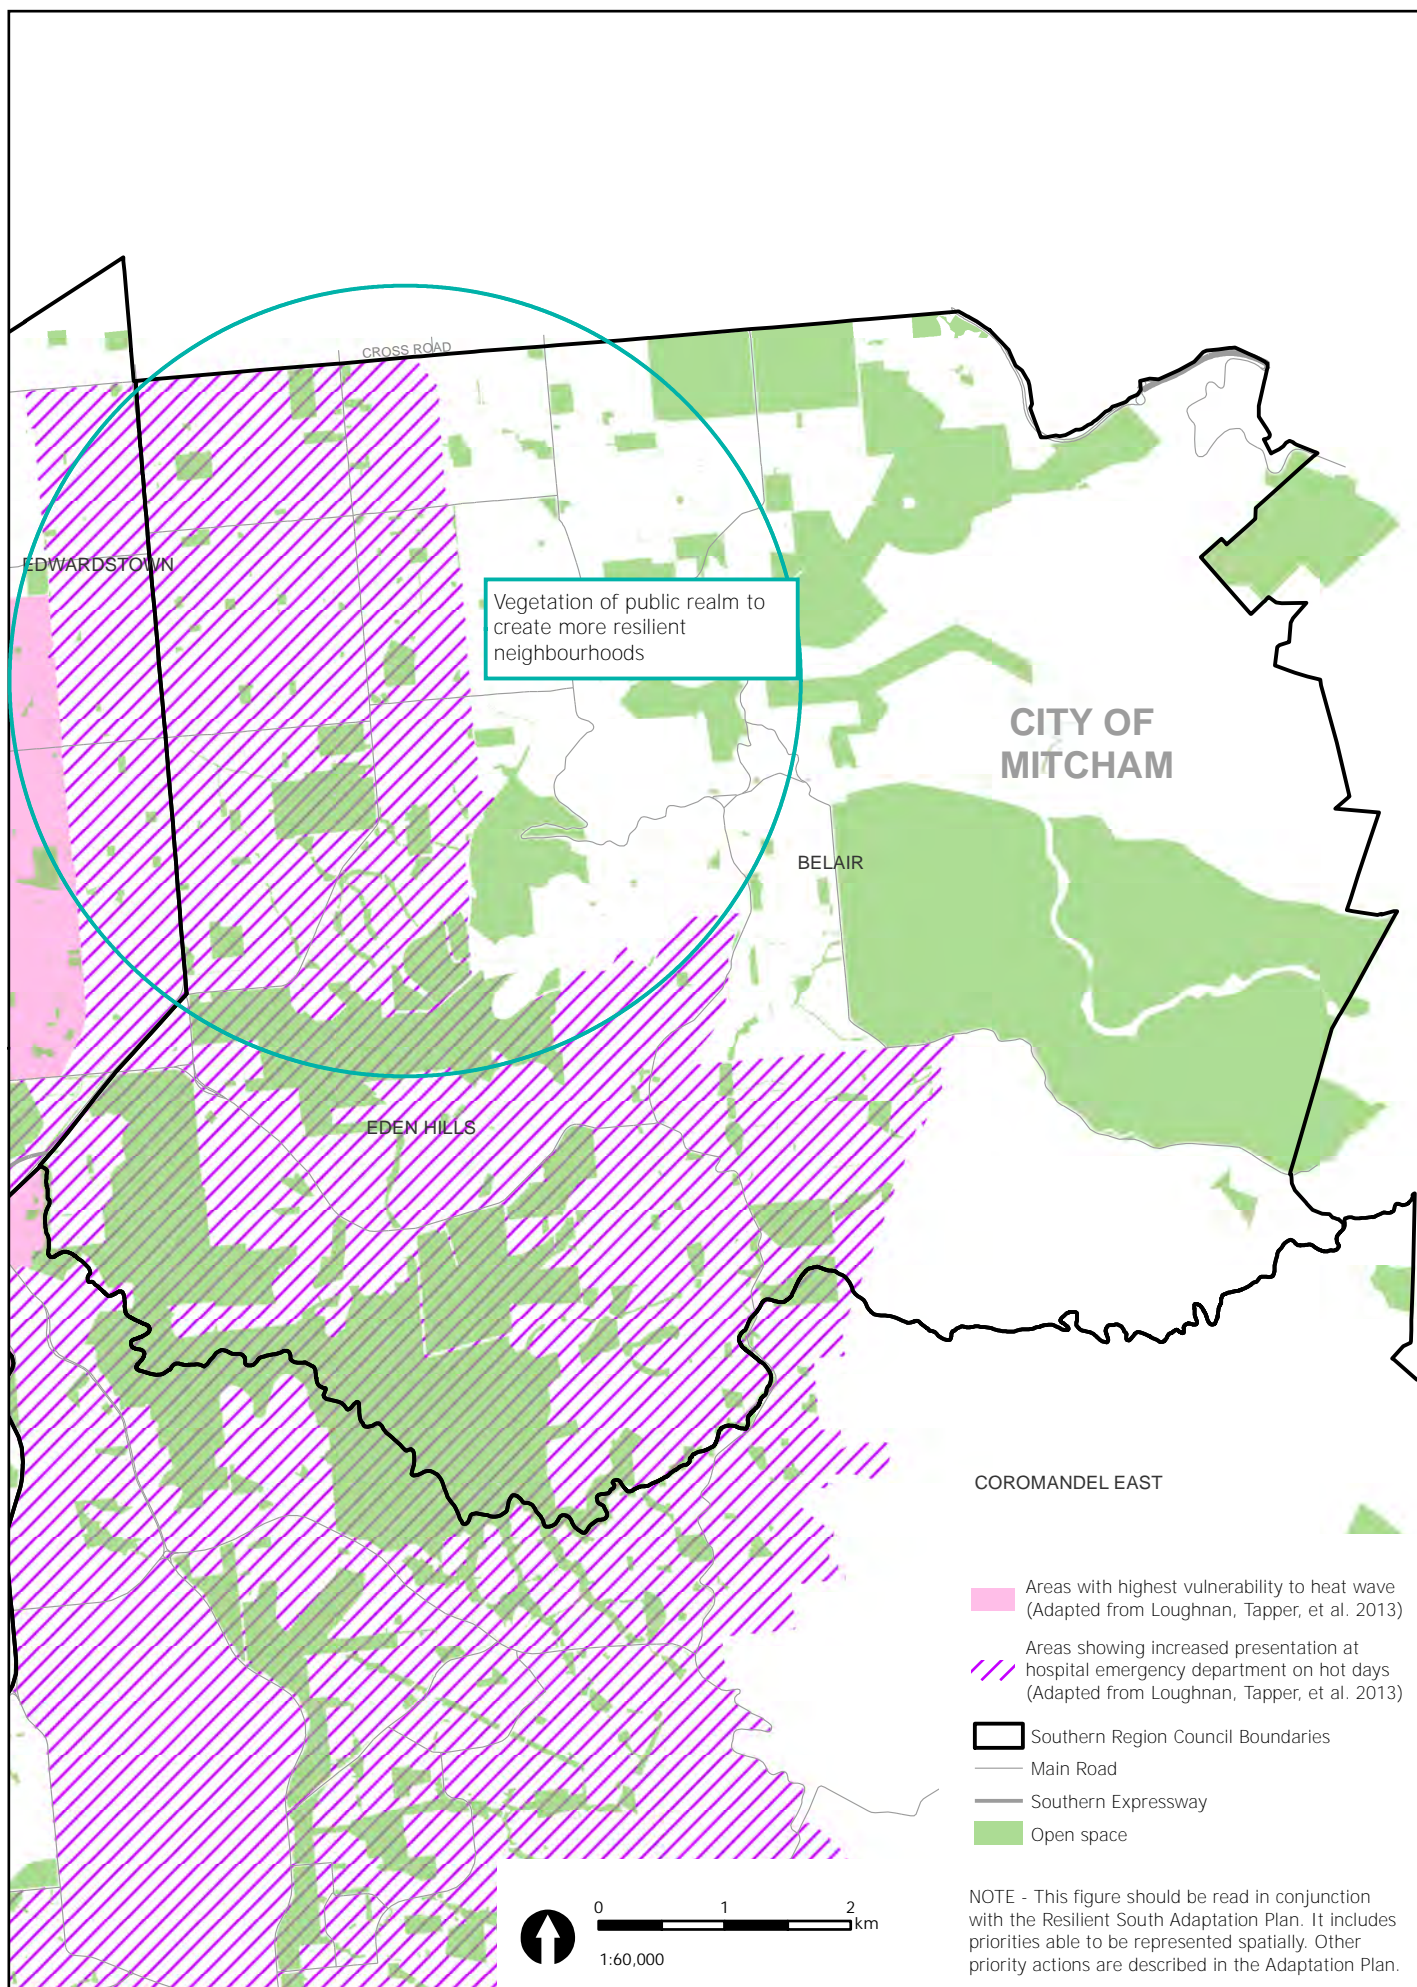 CROSS ROAD
EDWARDSTOWN
Vegetation of public realm to
create more resilient
neighbourhoods
CITY OF
MITCHAM
BELAIR
EDEN HILLS
COROMANDEL EAST
Areas with highest vulnerability to heat wave
(Adapted from Loughnan, Tapper, et al. 2013)
Areas showing increased presentation at
hospital emergency department on hot days
(Adapted from Loughnan, Tapper, et al. 2013)
Southern Region Council Boundaries
Main Road
Southern Expressway
Open space
0 1 2
km
1:60,000
NOTE - This figure should be read in conjunction
with the Resilient South Adaptation Plan. It includes
priorities able to be represented spatially. Other
priority actions are described in the Adaptation Plan.